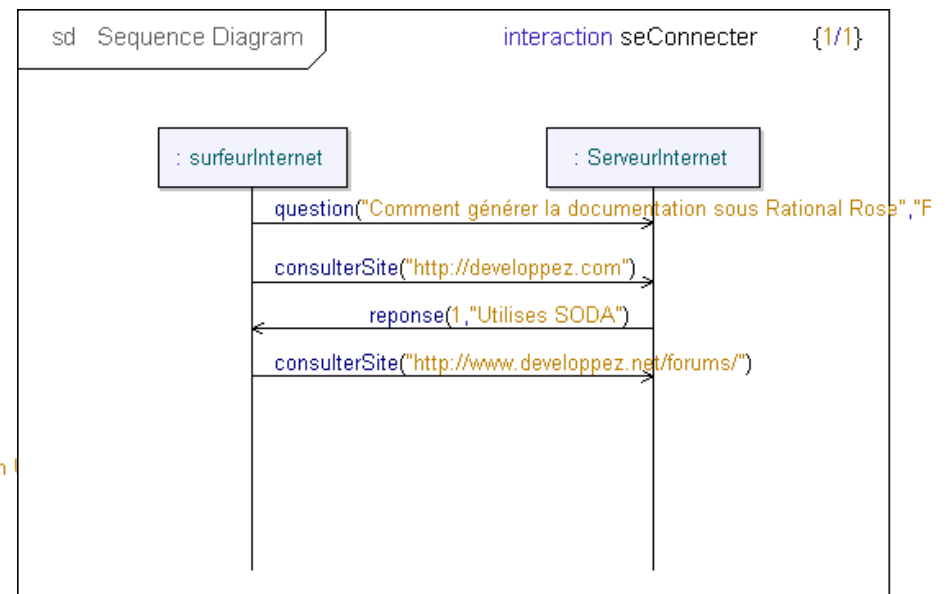 sd Sequence Diagram
interaction seConnecter {1/1}
: surfeurInternet
: ServeurInternet
question("Comment générer la documentation sous Rational Rose","F
consulterSite("http://developpez.com")
reponse(1,"Utilises SODA")
consulterSite("http://www.developpez.net/forums/")